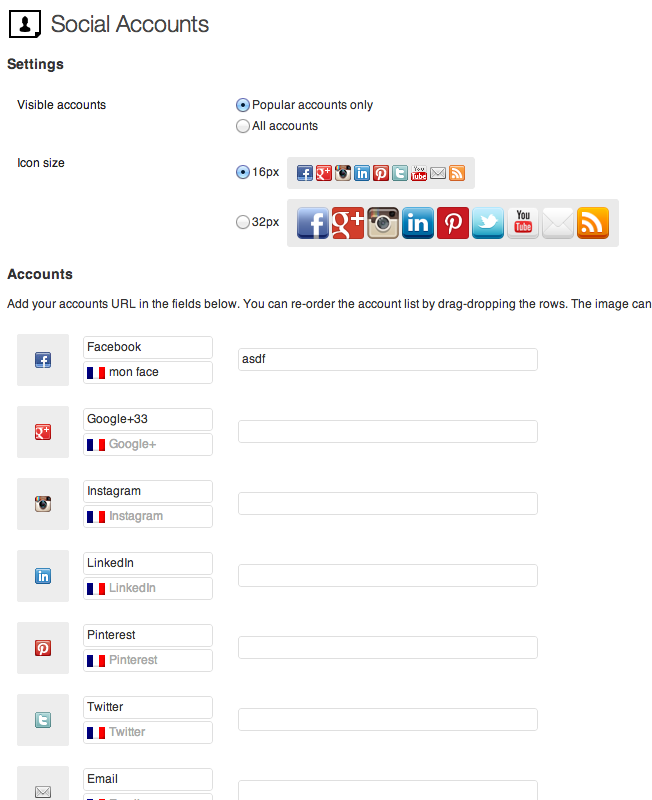 Social Accounts
Settings
Visible accounts
Popular accounts only
All accounts
Icon size
16px
32px
You Tube
Accounts
Add your accounts URL in the fields below. You can re-order the account list by drag-dropping the rows. The image can
Facebook
mon face
asdf
Google+33
Google+
Instagram
Instagram
LinkedIn
LinkedIn
Pinterest
Pinterest
Twitter
Twitter
Email